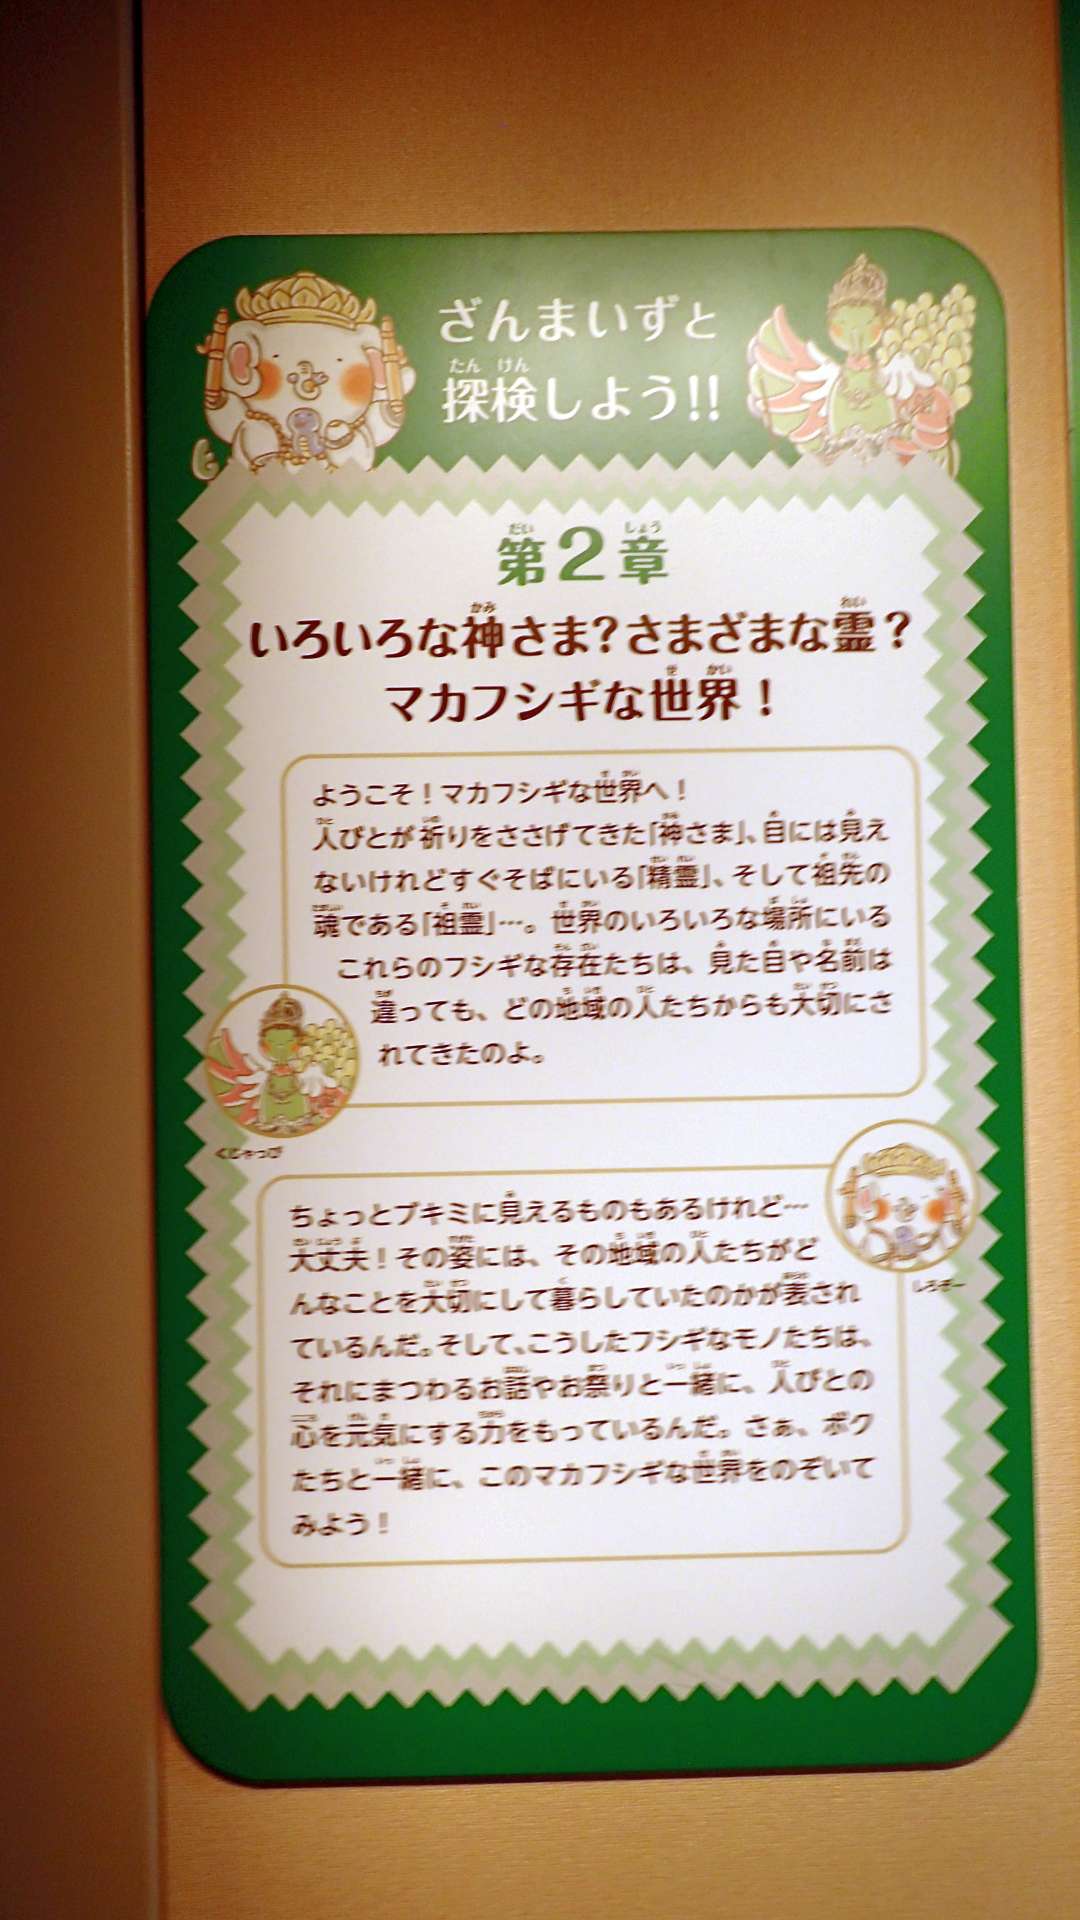 ざんまいずと
探検しよう!!
第2章
いろいろな神さま?さまざまな霊?
マカフシギな世界!
ようこそ!マカフシギな世界へ!
人びとが祈りをささげてきた「神さま」、目には見え
ないけれどすぐそばにいる「精霊」、そして祖先の
魂である「祖霊」…。世界のいろいろな場所にいる
これらのフシギな存在たちは、見た目や名前は
違っても、どの地域の人たちからも大切にさ
れてきたのよ。
くじゃっぴ
ちょっとブキミに見えるものもあるけれど…
大丈夫!その姿には、その地域の人たちがど
んなことを大切にして暮らしていたのかが表され
ているんだ。そして、こうしたフシギなモノたちは、
それにまつわるお話やお祭りと一緒に、人びとの
心を元気にする力をもっているんだ。さぁ、ボク
たちと一緒に、このマカフシギな世界をのぞいて
みよう!
しろぞー